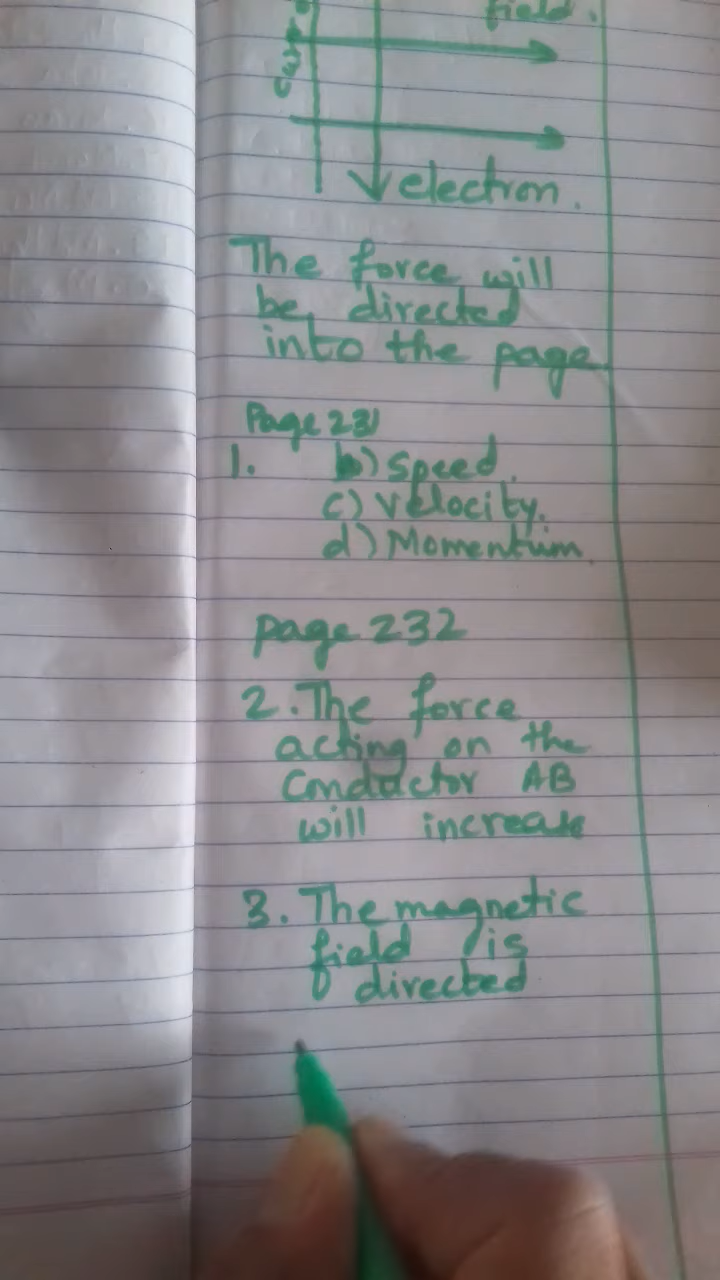 field.
electron.
The force will
be directed
into the page.
Page 231
1. b) Speed.
c) Velocity.
d) Momentum.
page 232
2. The force
acting on the
Conductor AB
will increase
3. The magnetic
field is
directed